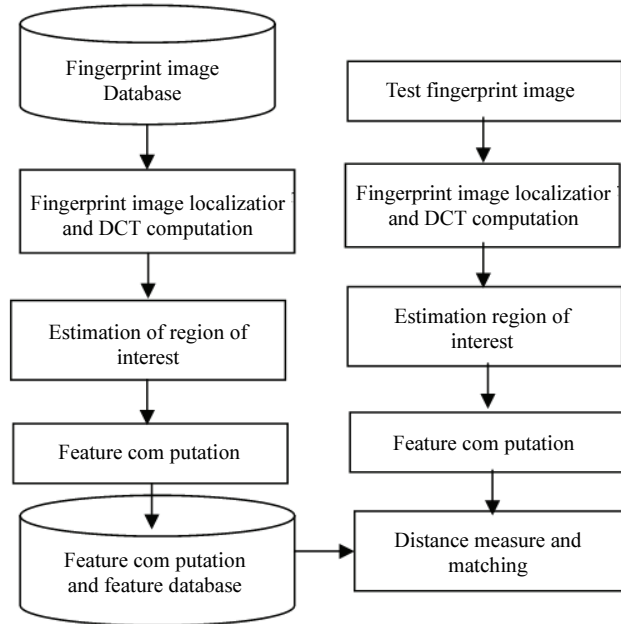 Fingerprint image
Database
Fingerprint image localizatior
and DCT computation
Estimation of region of
interest
Feature com putation
Feature com putation
and feature database
Test fingerprint image
Fingerprint image localization
and DCT computation
Estimation region of
interest
Feature com putation
Distance measure and
matching